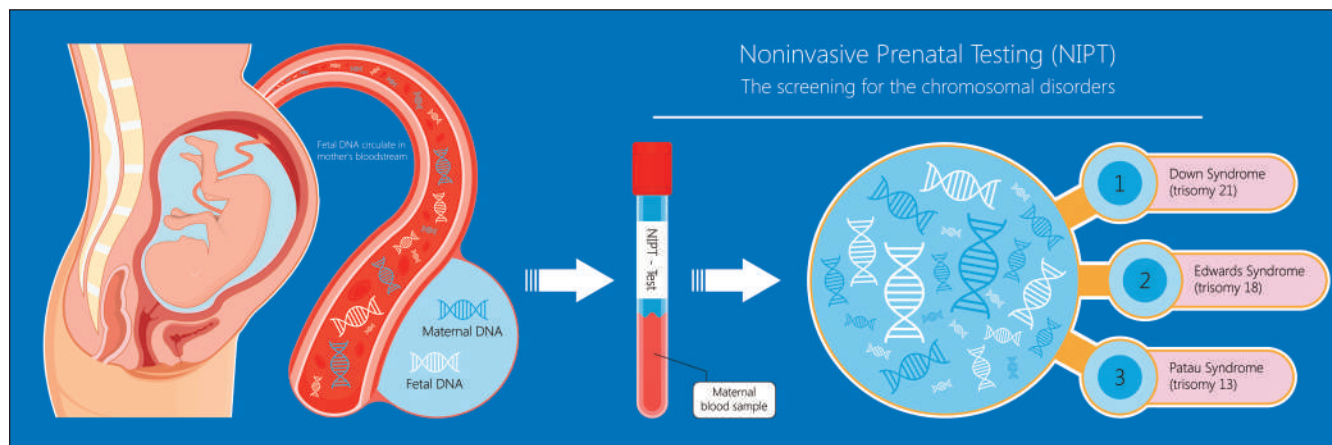 Noninvasive Prenatal Testing (NIPT)
The screening for the chromosomal disorders
Fetal DNA circulate in
mother's bloodstream
Maternal DNA
Fetal DNA
NIPT - Test
Maternal
blood sample
1
Down Syndrome
(trisomy 21)
2
Edwards Syndrome
(trisomy 18)
3
Patau Syndrome
(trisomy 13)